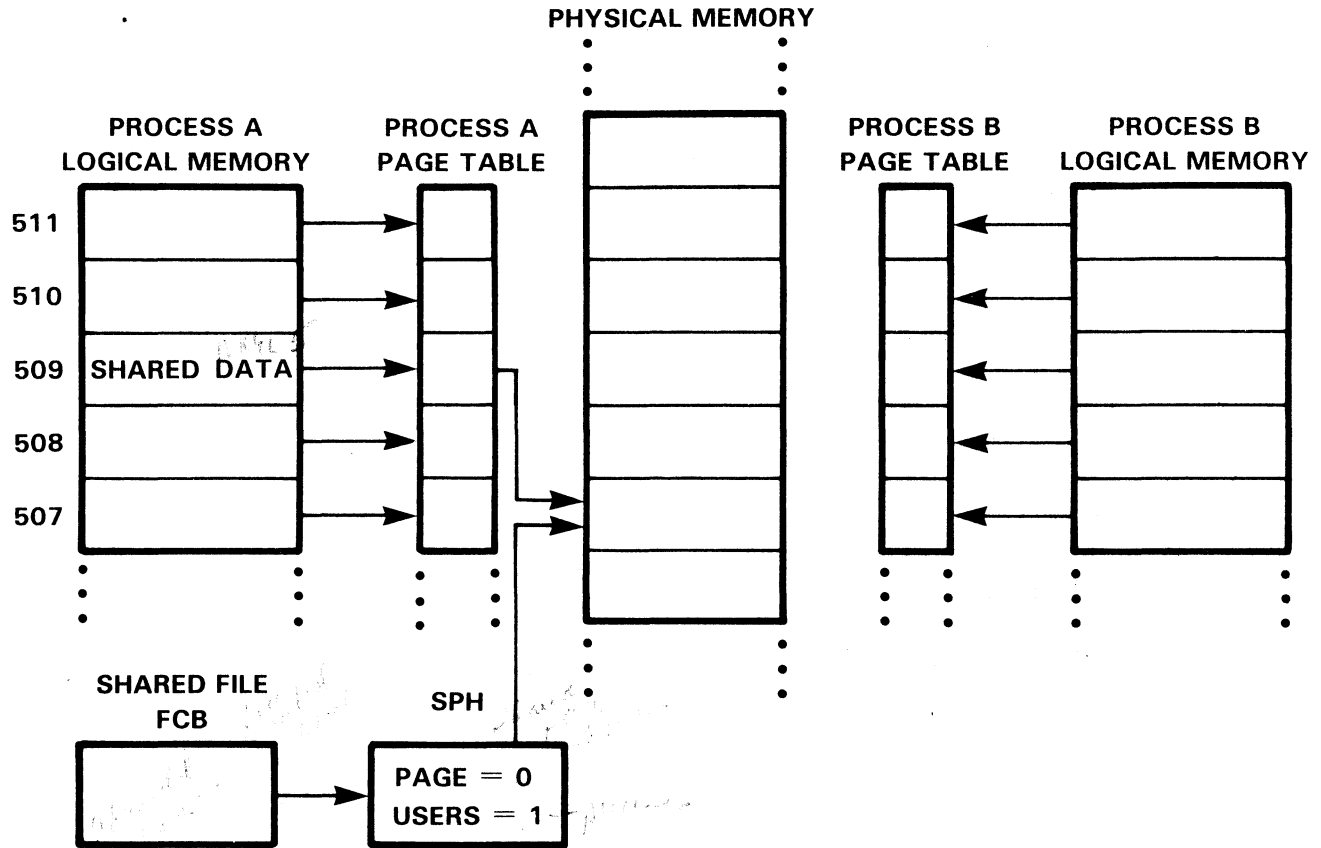 PHYSICAL MEMORY
PROCESS A
LOGICAL MEMORY
PROCESS A
PAGE TABLE
PROCESS B
PAGE TABLE
PROCESS B
LOGICAL MEMORY
511
510
509
SHARED DATA
508
507
SHARED FILE
FCB
SPH
PAGE = 0
USERS = 1